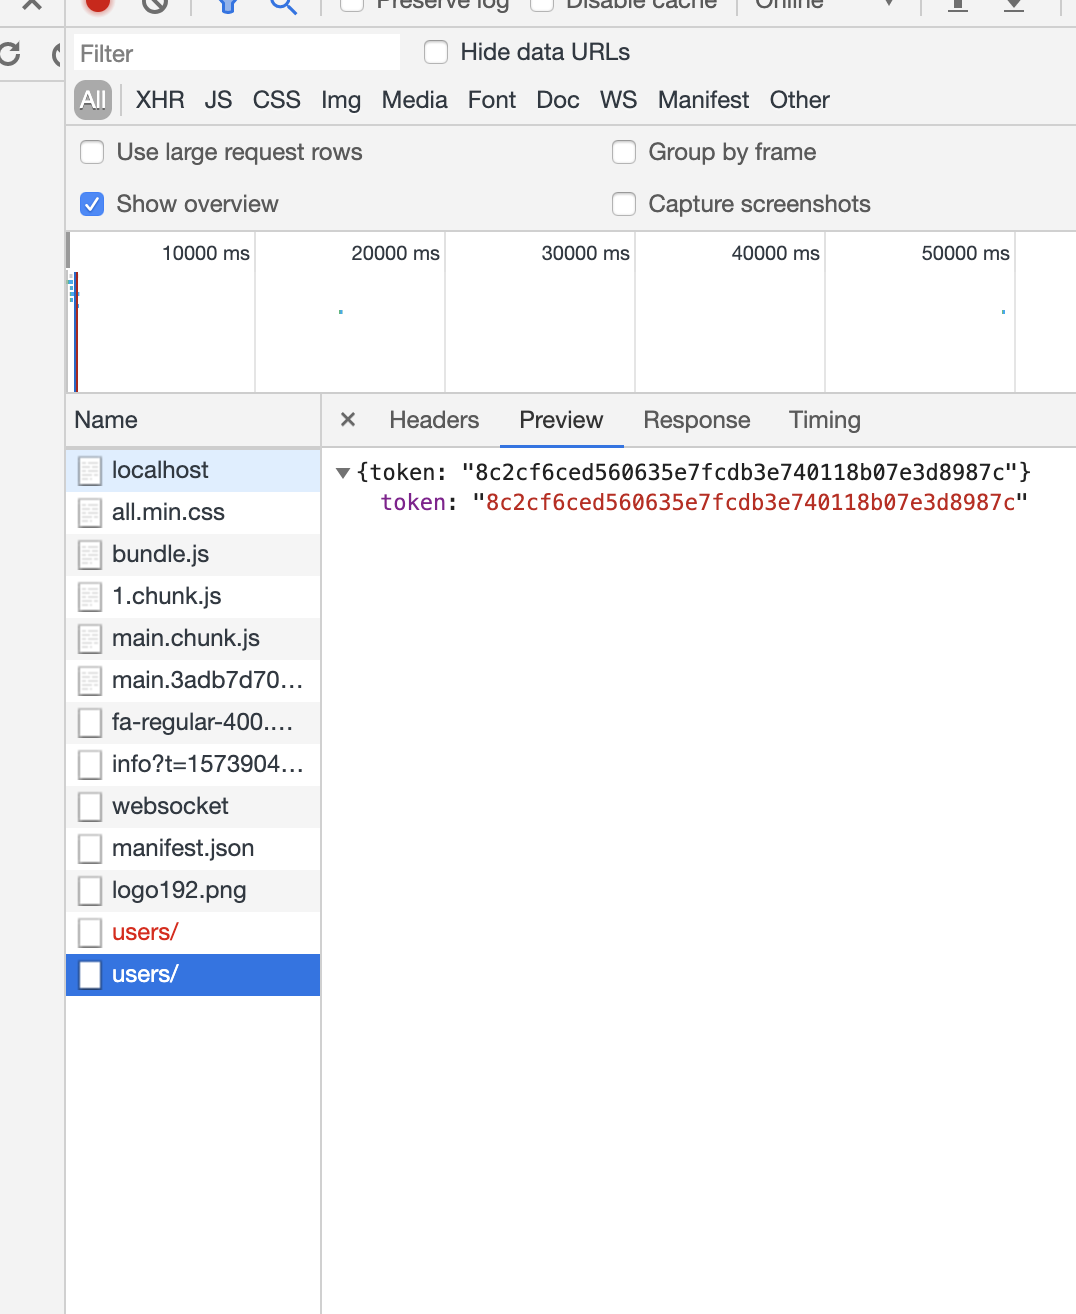 Preserve log Disable cache Online
Filter Hide data URLs
All XHR JS CSS Img Media Font Doc WS Manifest Other
Use large request rows Group by frame
Show overview Capture screenshots
10000 ms 20000 ms 30000 ms 40000 ms 50000 ms
Name Headers Preview Response Timing
localhost
all.min.css
bundle.js
1.chunk.js
main.chunk.js
main.3adb7d70...
fa-regular-400....
info?t=1573904...
websocket
manifest.json
logo192.png
users/
users/
{token: "8c2cf6ced560635e7fcdb3e740118b07e3d8987c"}
token: "8c2cf6ced560635e7fcdb3e740118b07e3d8987c"